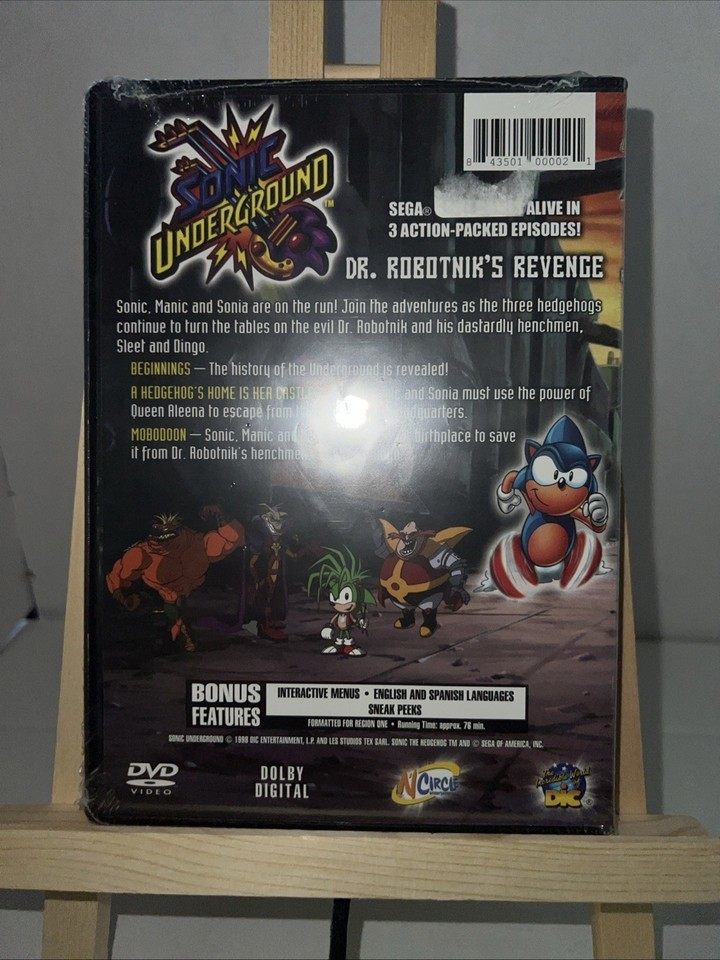 SONIC
UNDERGROUND™
8 43501 00002 1
SEGA® ALIVE IN
3 ACTION-PACKED EPISODES!
DR. ROBOTNIK'S REVENGE
Sonic, Manic and Sonia are on the run! Join the adventures as the three hedgehogs
continue to turn the tables on the evil Dr. Robotnik and his dastardly henchmen,
Sleet and Dingo.
BEGINNINGS — The history of the Underground is revealed!
A HEDGEHOG'S HOME IS HER and Sonia must use the power of
Queen Aleena to escape from
MOBODOON — Sonic, Manic and birthplace to save
it from Dr. Robotnik's
BONUS
FEATURES
INTERACTIVE MENUS • ENGLISH AND SPANISH LANGUAGES
SNEAK PEEKS
FORMATTED FOR REGION ONE • Running Time: approx. 76 min.
SONIC UNDERGROUND © 1998 DIC ENTERTAINMENT, L.P. AND LES STUDIOS TEX SARL. SONIC THE HEDGEHOG TM AND © SEGA OF AMERICA, INC.
DVD
VIDEO
DOLBY
DIGITAL
NCIRCLE
The
Incredible World
of
DIC®